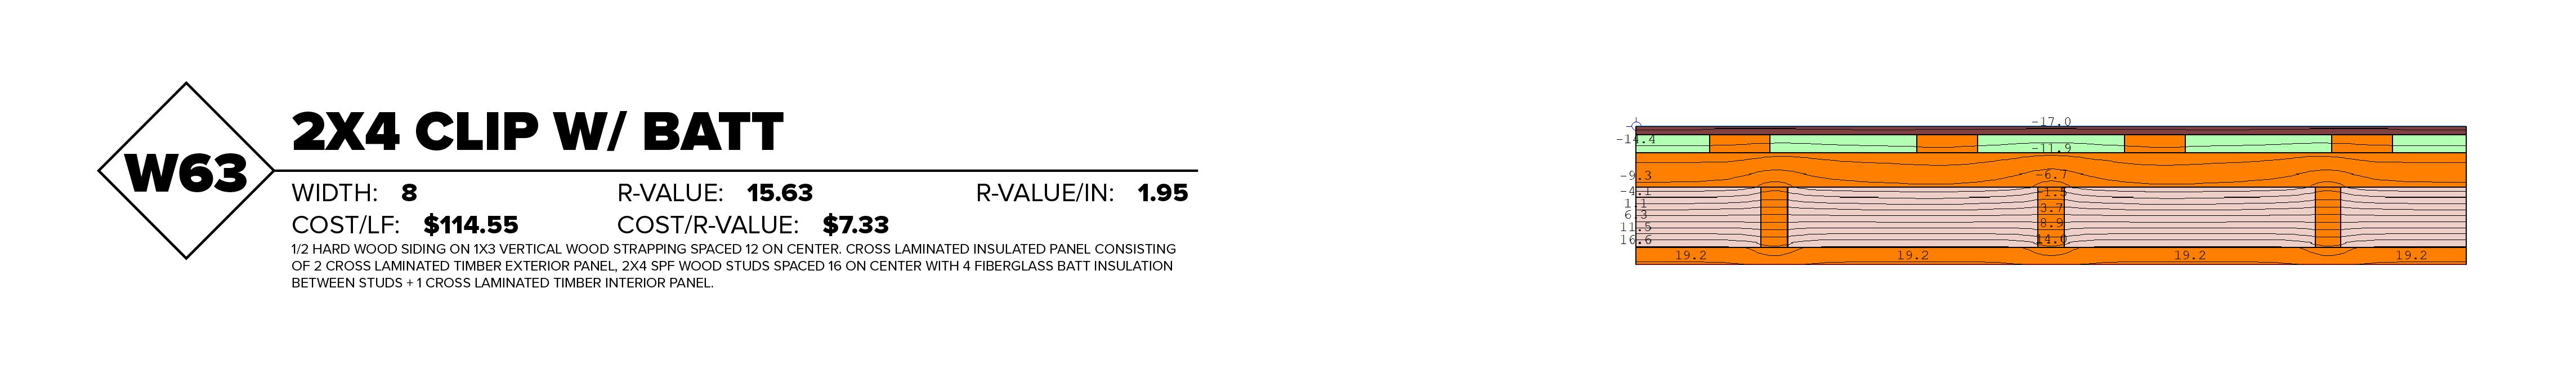 W63
2X4 CLIP W/ BATT
WIDTH: 8 R-VALUE: 15.63 R-VALUE/IN: 1.95
COST/LF: $114.55 COST/R-VALUE: $7.33
1/2 HARD WOOD SIDING ON 1X3 VERTICAL WOOD STRAPPING SPACED 12 ON CENTER. CROSS LAMINATED INSULATED PANEL CONSISTING
OF 2 CROSS LAMINATED TIMBER EXTERIOR PANEL, 2X4 SPF WOOD STUDS SPACED 16 ON CENTER WITH 4 FIBERGLASS BATT INSULATION
BETWEEN STUDS + 1 CROSS LAMINATED TIMBER INTERIOR PANEL.
-17.0
-14.4
-11.9
-9.3 -6.7
-4.1 -1.5
1.1 3.7
6.3
11.5 8.9
16.6 14.0
19.2 19.2 19.2 19.2